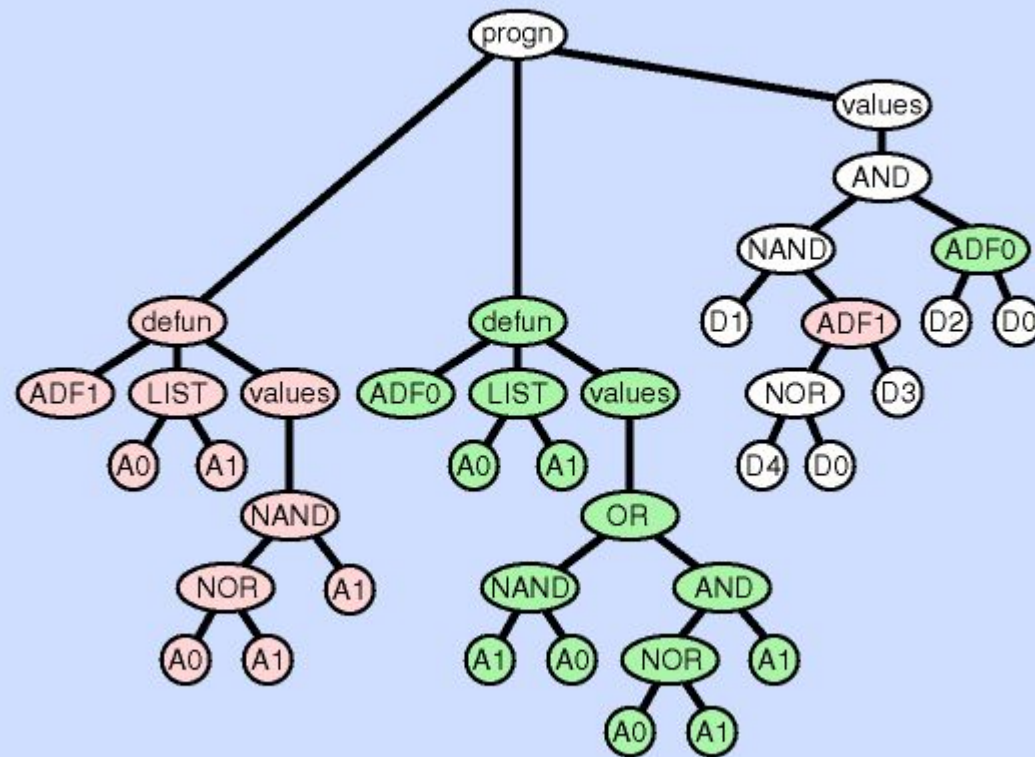 progn
values
AND
NAND ADF0
defun defun D1 ADF1 D2 D0
ADF1 LIST values ADF0 LIST values NOR D3
A0 A1 A0 A1 D4 D0
NAND OR
NOR A1 NAND AND
A0 A1 A1 A0 NOR A1
A0 A1